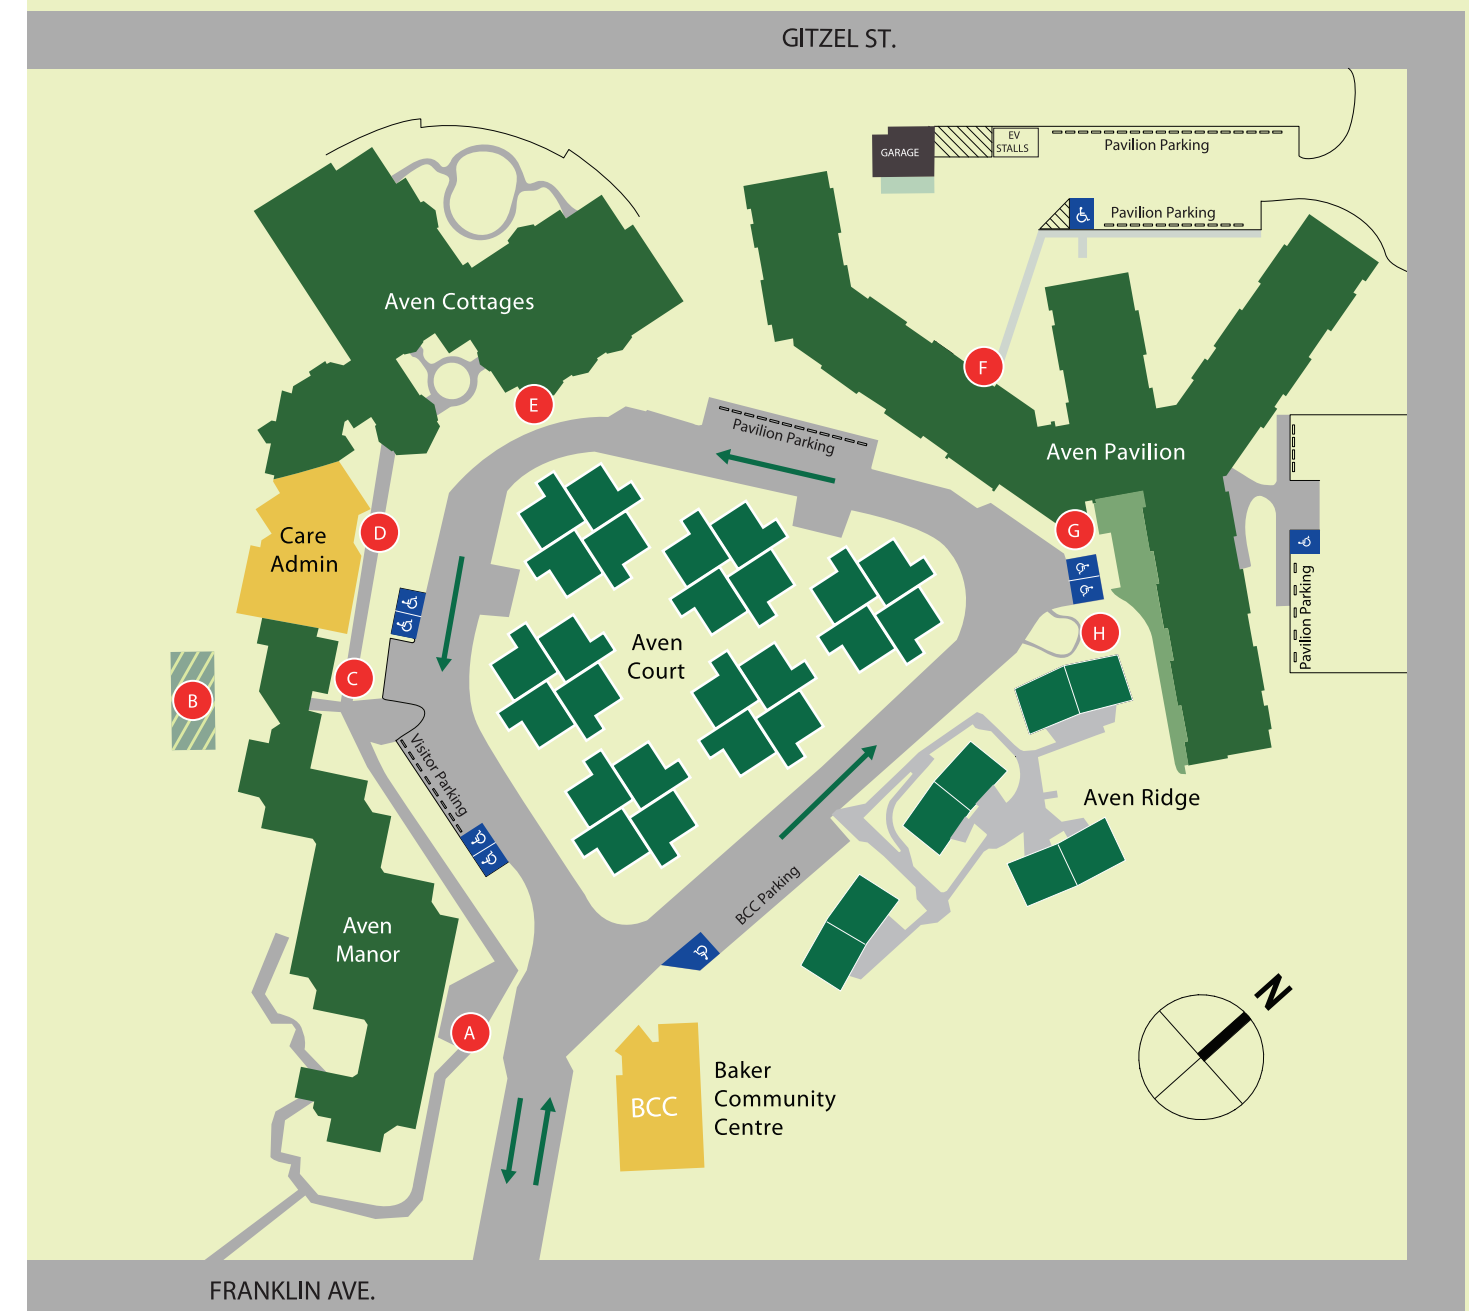 GITZEL ST.
GARAGE
EV
STALLS
Pavilion Parking
Pavilion Parking
Aven Cottages
F
E
Pavilion Parking
Aven Pavilion
Care
Admin
D
G
Pavilion Parking
Aven
Court
H
C
B
Visitor Parking
Aven Ridge
BCC Parking
Aven
Manor
N
A
BCC
Baker
Community
Centre
FRANKLIN AVE.